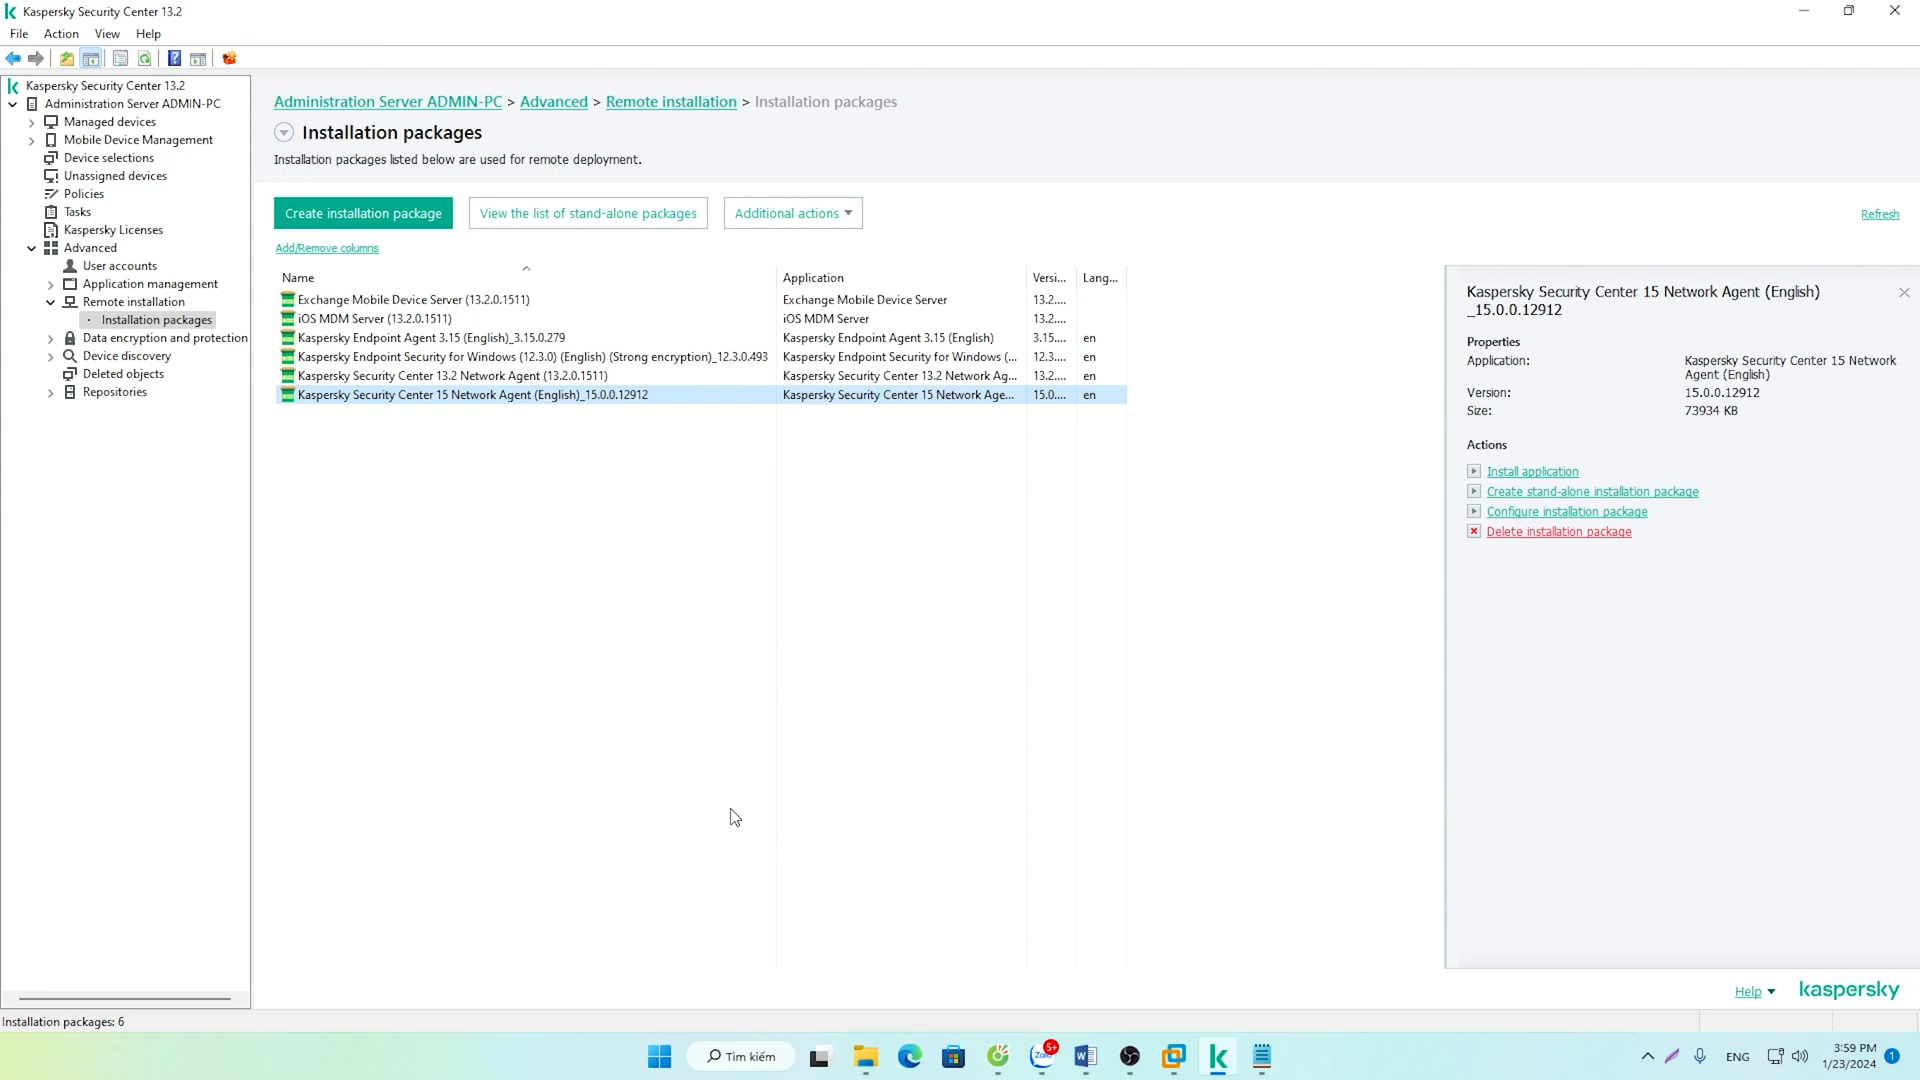 Kaspersky Security Center 13.2
File Action View Help
Kaspersky Security Center 13.2
Administration Server ADMIN-PC
Managed devices
Mobile Device Management
Device selections
Unassigned devices
Policies
Tasks
Kaspersky Licenses
Advanced
User accounts
Application management
Remote installation
Installation packages
Data encryption and protection
Device discovery
Deleted objects
Repositories
Administration Server ADMIN-PC > Advanced > Remote installation > Installation packages
Installation packages
Installation packages listed below are used for remote deployment.
Create installation package View the list of stand-alone packages Additional actions Refresh
Add/Remove columns
Name Application Versi... Lang...
Exchange Mobile Device Server (13.2.0.1511) Exchange Mobile Device Server 13.2....
iOS MDM Server (13.2.0.1511) iOS MDM Server 13.2....
Kaspersky Endpoint Agent 3.15 (English)_3.15.0.279 Kaspersky Endpoint Agent 3.15 (English) 3.15.... en
Kaspersky Endpoint Security for Windows (12.3.0) (English) (Strong encryption)_12.3.0.493 Kaspersky Endpoint Security for Windows (... 12.3.... en
Kaspersky Security Center 13.2 Network Agent (13.2.0.1511) Kaspersky Security Center 13.2 Network Ag... 13.2.... en
Kaspersky Security Center 15 Network Agent (English)_15.0.0.12912 Kaspersky Security Center 15 Network Age... 15.0.... en
Kaspersky Security Center 15 Network Agent (English)
_15.0.0.12912
Properties
Application: Kaspersky Security Center 15 Network
Agent (English)
Version: 15.0.0.12912
Size: 73934 KB
Actions
Install application
Create stand-alone installation package
Configure installation package
Delete installation package
Help kaspersky
Installation packages: 6
Tìm kiếm
Zalo
5+
ENG
3:59 PM
1/23/2024
1